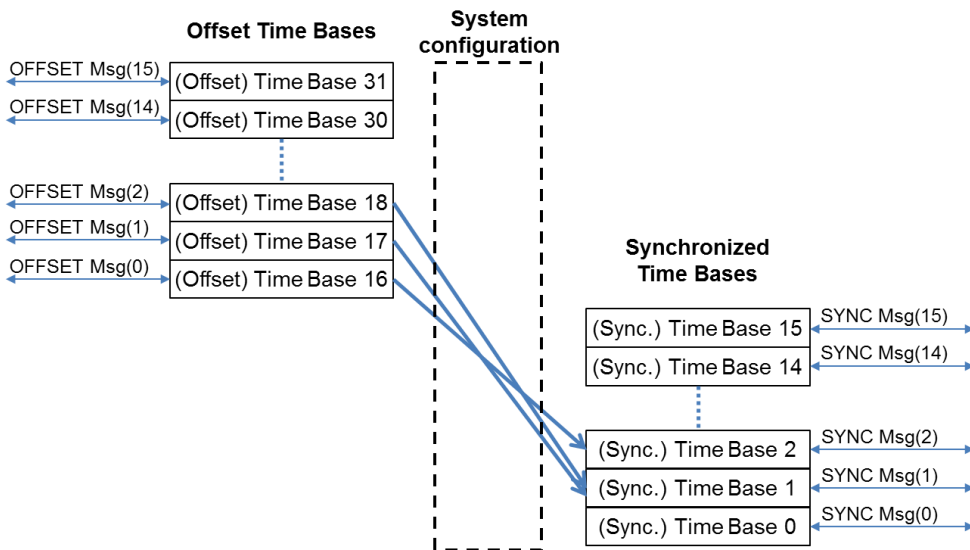 Offset Time Bases
System
configuration
OFFSET Msg(15)
(Offset) Time Base 31
OFFSET Msg(14)
(Offset) Time Base 30
OFFSET Msg(2)
(Offset) Time Base 18
OFFSET Msg(1)
(Offset) Time Base 17
OFFSET Msg(0)
(Offset) Time Base 16
Synchronized
Time Bases
(Sync.) Time Base 15
SYNC Msg(15)
(Sync.) Time Base 14
SYNC Msg(14)
(Sync.) Time Base 2
SYNC Msg(2)
(Sync.) Time Base 1
SYNC Msg(1)
(Sync.) Time Base 0
SYNC Msg(0)